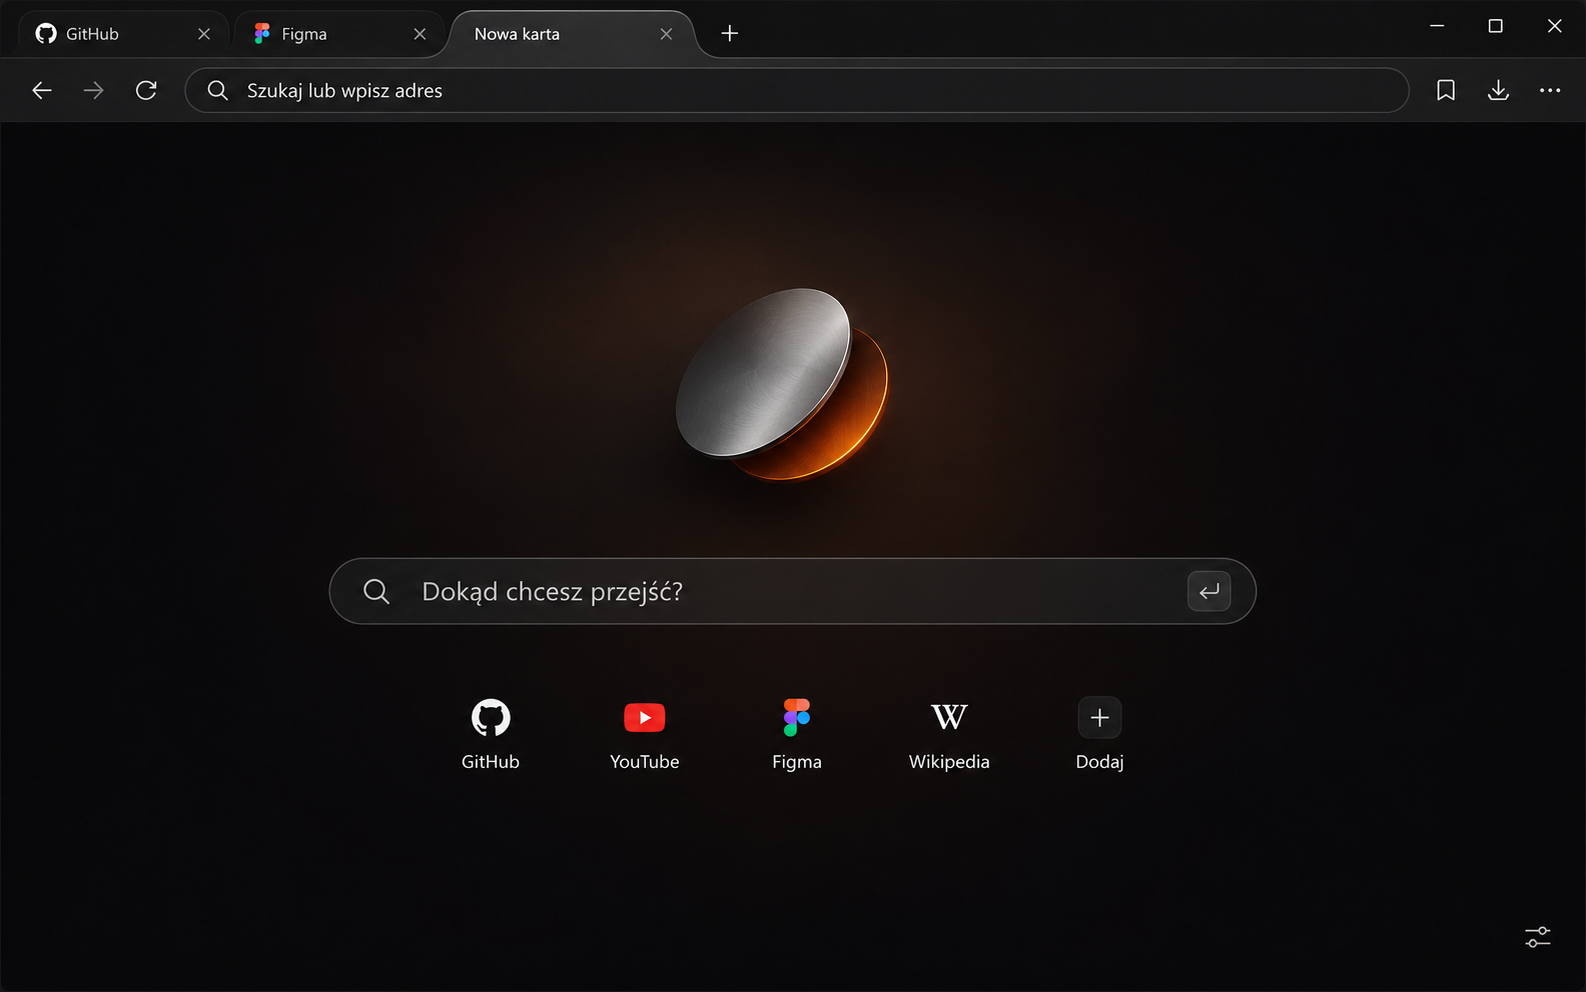 GitHub
Figma
Nowa karta
Szukaj lub wpisz adres
Dokąd chcesz przejść?
GitHub
YouTube
Figma
W
Wikipedia
Dodaj